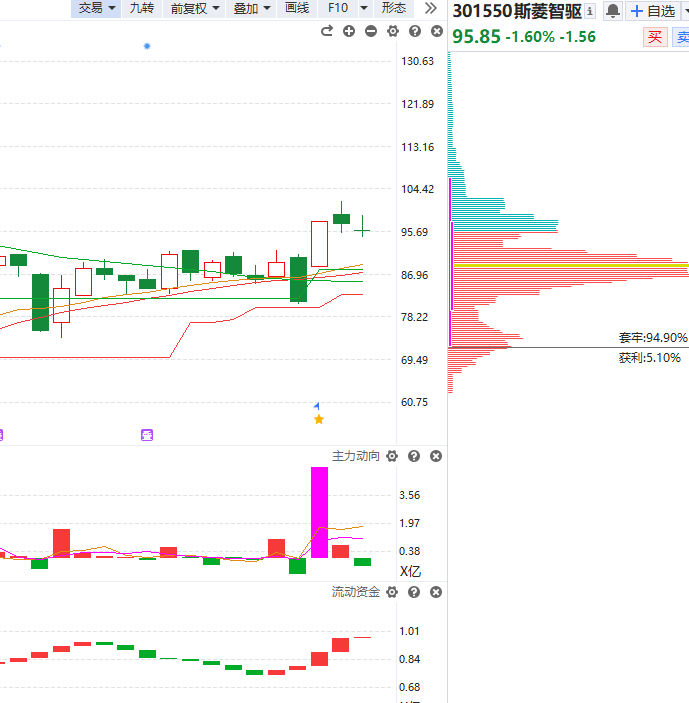 交易 九转 前复权 叠加 画线 F10 形态
301550斯菱智驱 自选
95.85 -1.60% -1.56 买 卖
130.63
121.89
113.16
104.42
95.69
86.96
78.22
69.49
60.75
套牢:94.90%
获利:5.10%
主力动向
3.56
1.97
0.38
X亿
流动资金
1.01
0.84
0.68